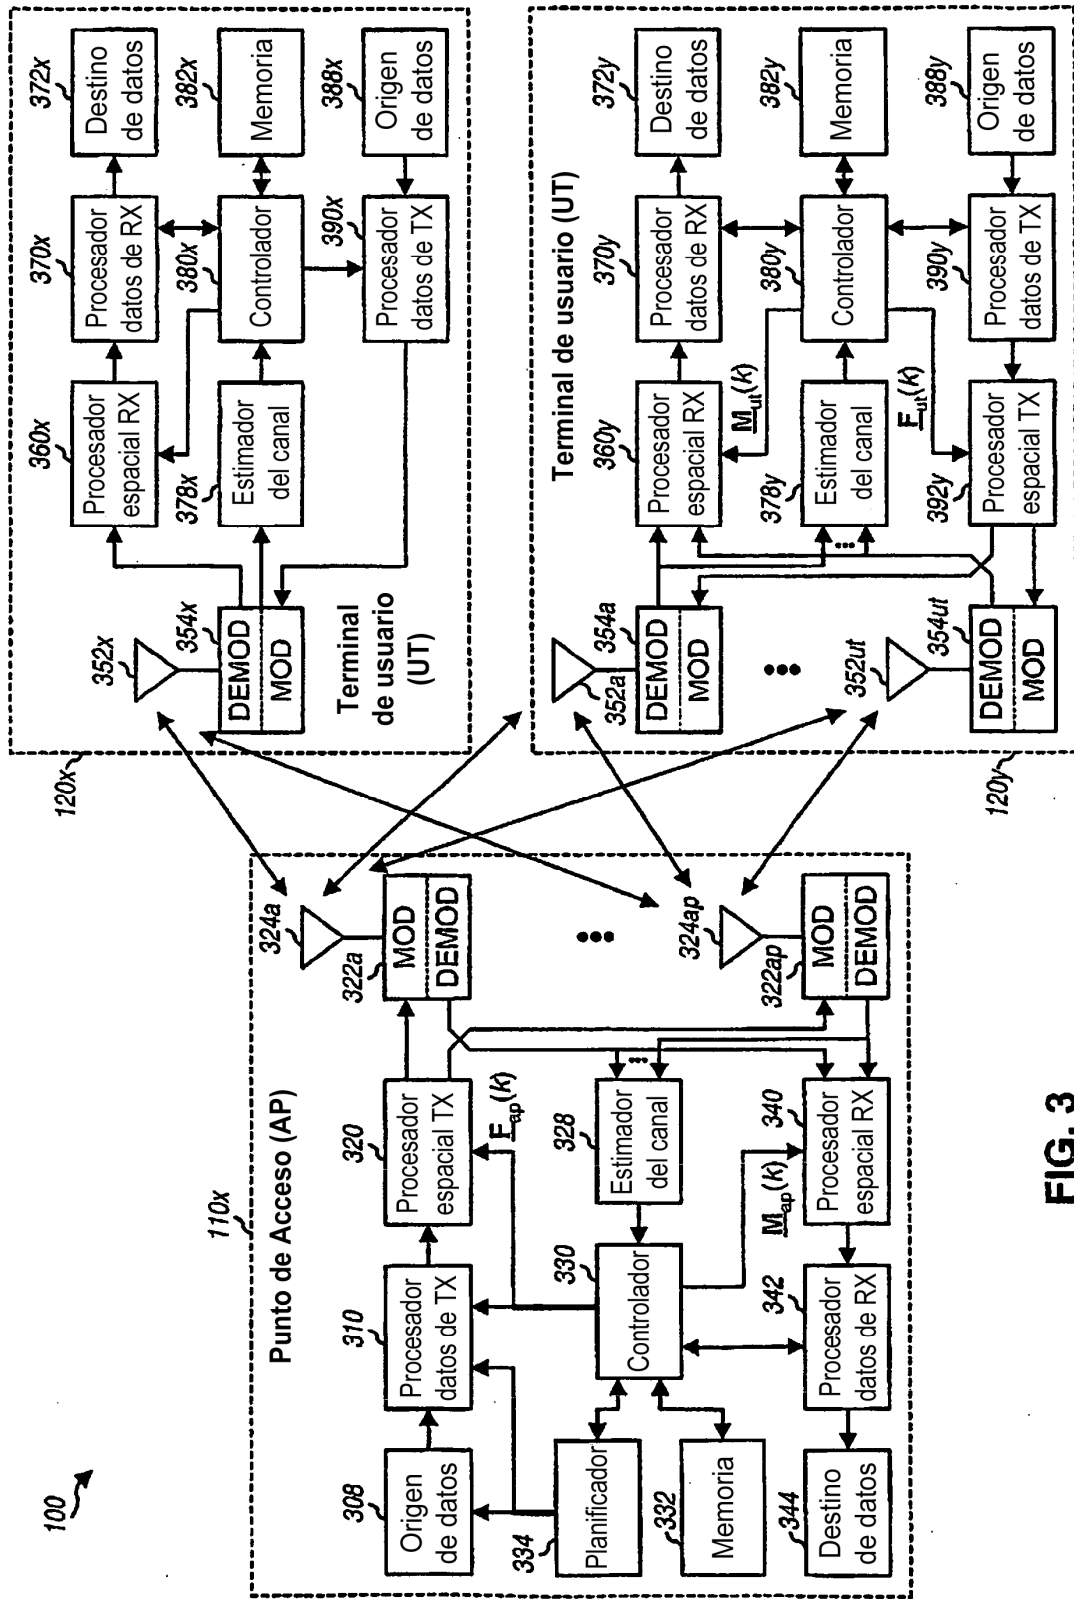 100
110x
Punto de Acceso (AP)
308
Origen
de datos
310
Procesador
datos de TX
320
Procesador
espacial TX
F̲ap(k)
322a
MOD
DEMOD
324a
334
Planificador
330
Controlador
328
Estimador
del canal
...
332
Memoria
M̲ap(k)
344
Destino
de datos
342
Procesador
datos de RX
340
Procesador
espacial RX
322ap
MOD
DEMOD
324ap
120x
352x
354x
DEMOD
MOD
Terminal
de usuario
(UT)
360x
Procesador
espacial RX
370x
Procesador
datos de RX
372x
Destino
de datos
378x
Estimador
del canal
380x
Controlador
382x
Memoria
390x
Procesador
datos de TX
388x
Origen
de datos
120y
Terminal de usuario (UT)
352a
354a
DEMOD
MOD
352ut
354ut
DEMOD
MOD
360y
Procesador
espacial RX
370y
Procesador
datos de RX
372y
Destino
de datos
M̲ut(k)
378y
Estimador
del canal
...
380y
Controlador
382y
Memoria
F̲ut(k)
392y
Procesador
espacial TX
390y
Procesador
datos de TX
388y
Origen
de datos
FIG. 3